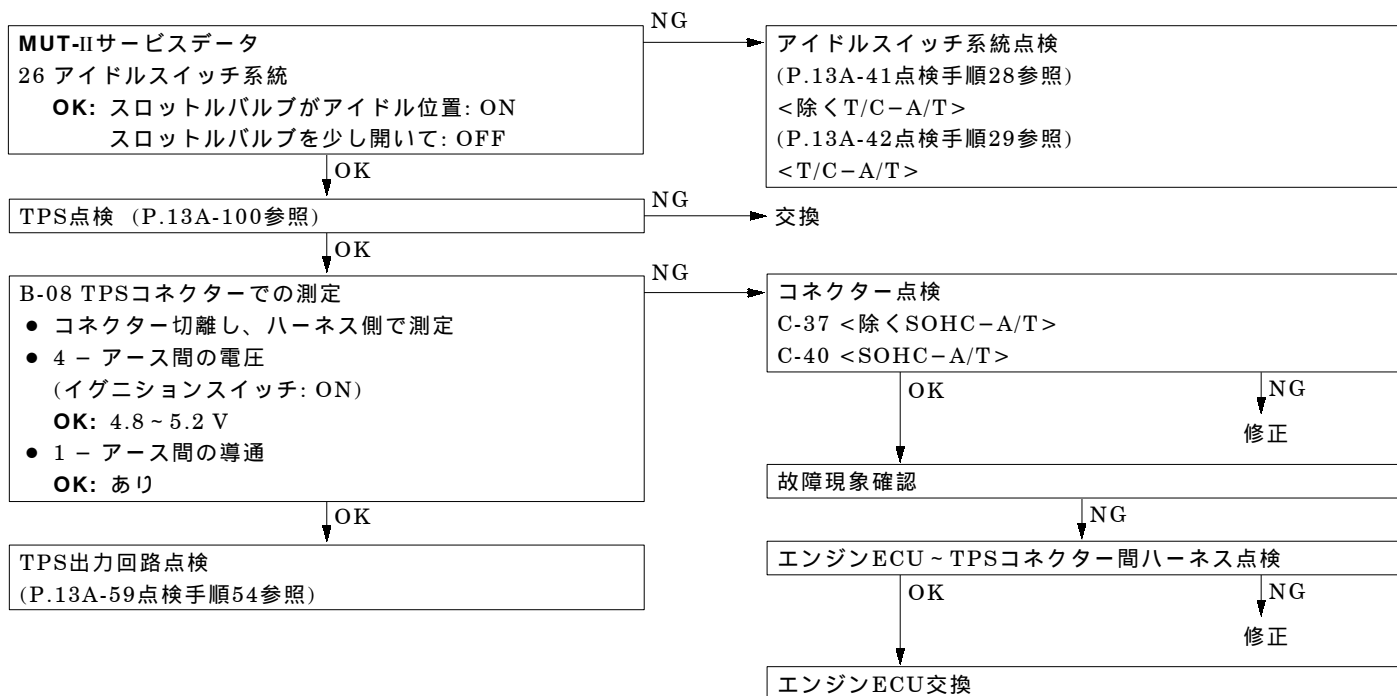 MUT-IIサービスデータ
26 アイドルスイッチ系統
OK: スロットルバルブがアイドル位置: ON
スロットルバルブを少し開いて: OFF
NG
アイドルスイッチ系統点検
(P.13A-41点検手順28参照)
<除くT/C−A/T>
(P.13A-42点検手順29参照)
<T/C−A/T>
OK
TPS点検 (P.13A-100参照)
NG
交換
OK
B-08 TPSコネクターでの測定
● コネクター切離し、ハーネス側で測定
● 4 − アース間の電圧
(イグニションスイッチ: ON)
OK: 4.8 ~ 5.2 V
● 1 − アース間の導通
OK: あり
NG
コネクター点検
C-37 <除くSOHC−A/T>
C-40 <SOHC−A/T>
OK
NG
修正
故障現象確認
OK
NG
TPS出力回路点検
(P.13A-59点検手順54参照)
エンジンECU ~ TPSコネクター間ハーネス点検
OK
NG
修正
エンジンECU交換